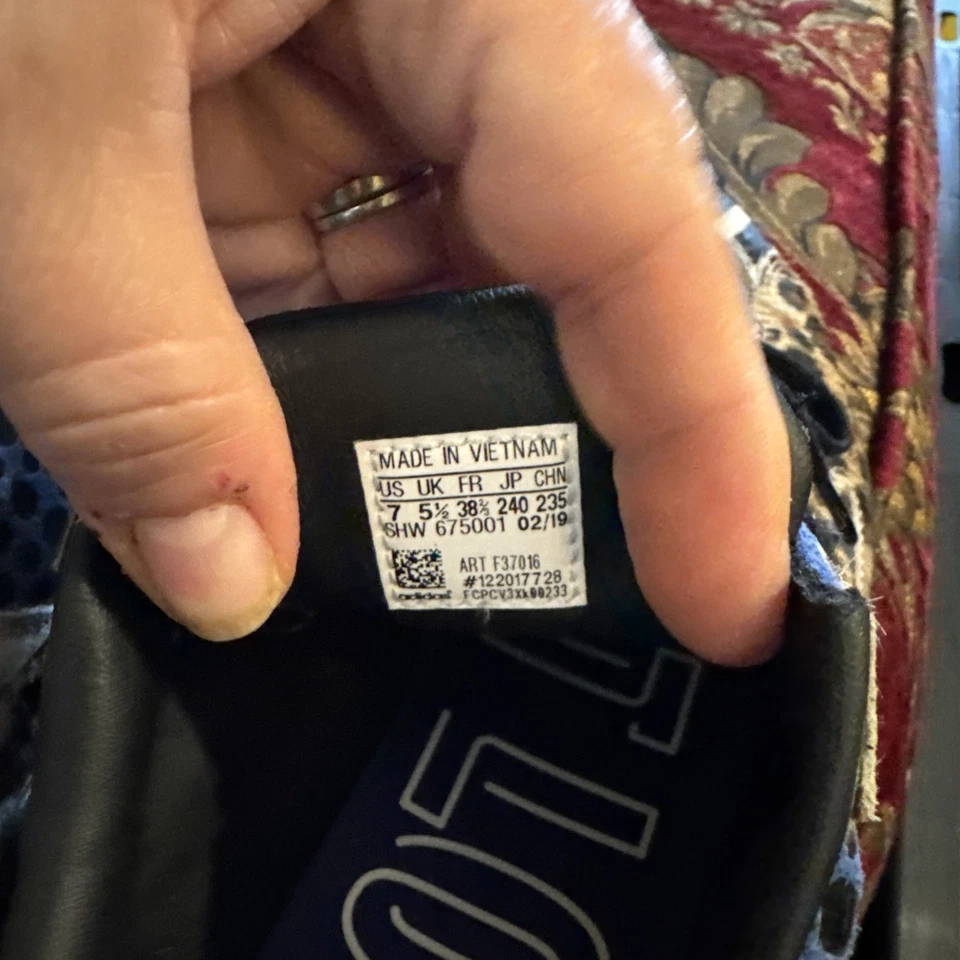 MADE IN VIETNAM
US UK FR JP CHN
7 5½ 38⅔ 240 235
SHW 675001 02/19
ART F37016
#122017728
adidas